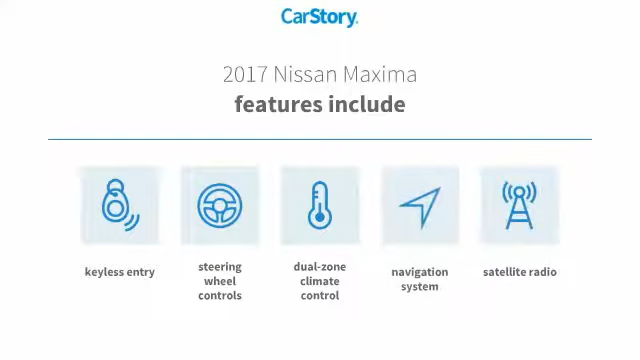 CarStory.
2017 Nissan Maxima
features include
keyless entry
steering
wheel
controls
dual-zone
climate
control
navigation
system
satellite radio